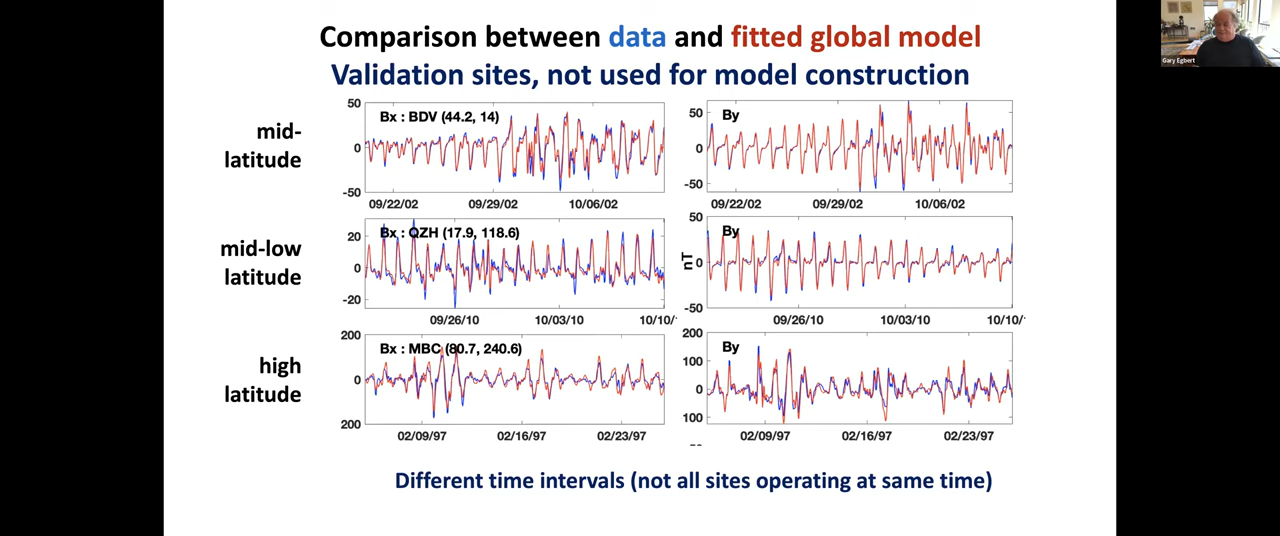 Comparison between data and fitted global model
Validation sites, not used for model construction
Gary Egbert
mid-
latitude
50
0
-50
Bx : BDV (44.2, 14)
09/22/02
09/29/02
10/06/02
50
0
-50
By
09/22/02
09/29/02
10/06/02
mid-low
latitude
20
0
-20
Bx : QZH (17.9, 118.6)
09/26/10
10/03/10
10/10/
nT
50
0
-50
By
09/26/10
10/03/10
10/10/
high
latitude
200
0
200
Bx : MBC (80.7, 240.6)
02/09/97
02/16/97
02/23/97
200
100
0
100
By
02/09/97
02/16/97
02/23/97
Different time intervals (not all sites operating at same time)